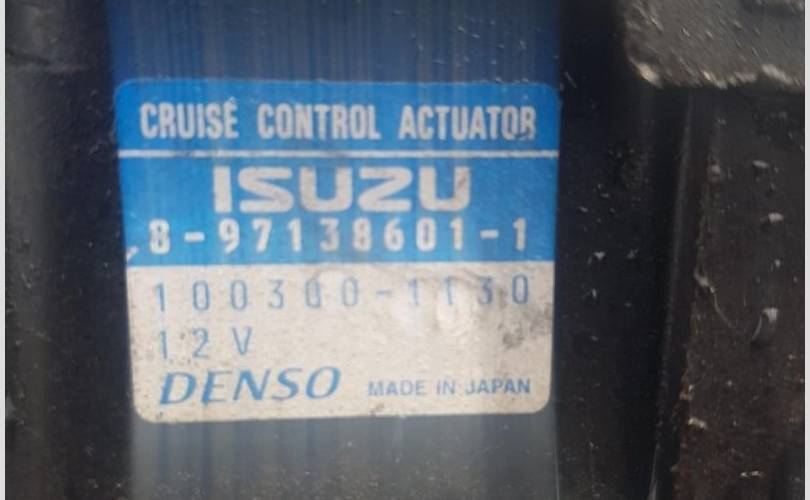 CRUISE CONTROL ACTUATOR
ISUZU
8-97138601-1
100300-1130
12V
DENSO MADE IN JAPAN